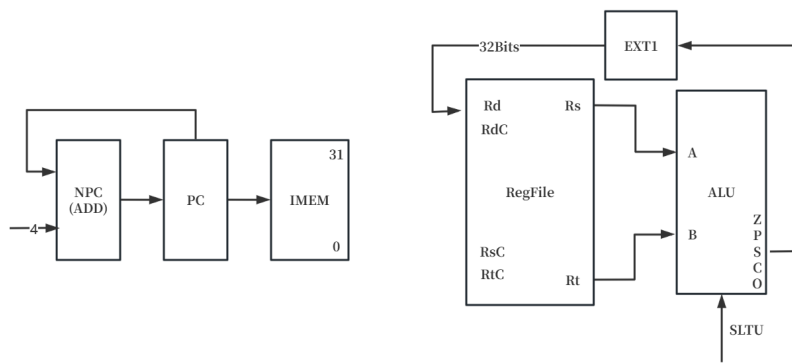 32Bits
EXT1
Rd
Rs
RdC
RegFile
RsC
RtC
Rt
A
ALU
B
Z
P
S
C
O
SLTU
NPC
(ADD)
4
PC
31
IMEM
0